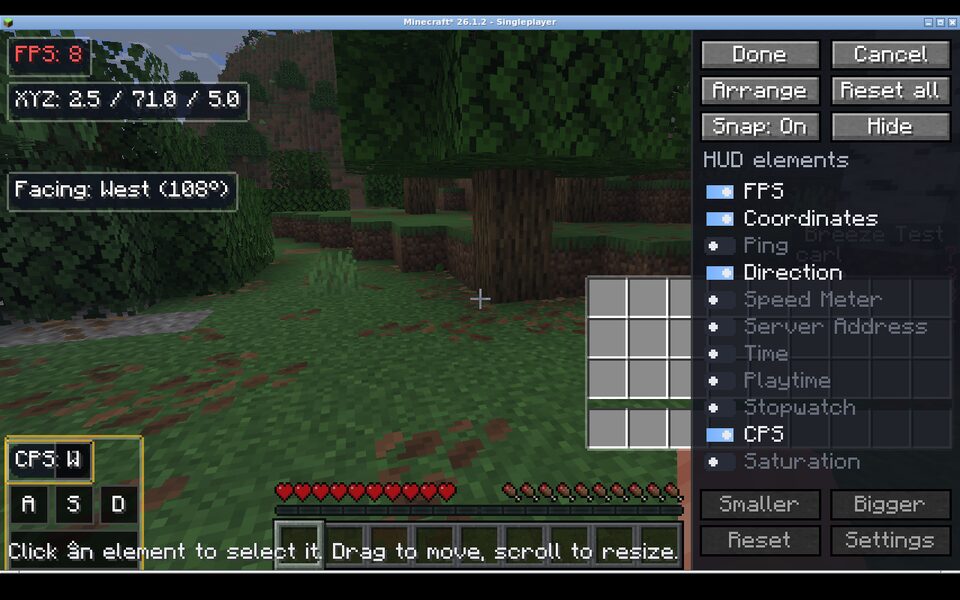 Minecraft* 26.1.2 - Singleplayer
FPS: 8
XYZ: 2.5 / 71.0 / 5.0
Facing: West (108°)
CPS
W
A S D
Click an element to select it. Drag to move, scroll to resize.
Done Cancel
Arrange Reset all
Snap: On Hide
HUD elements
FPS
Coordinates
Ping
Direction
Speed Meter
Server Address
Time
Playtime
Stopwatch
CPS
Saturation
Smaller Bigger
Reset Settings